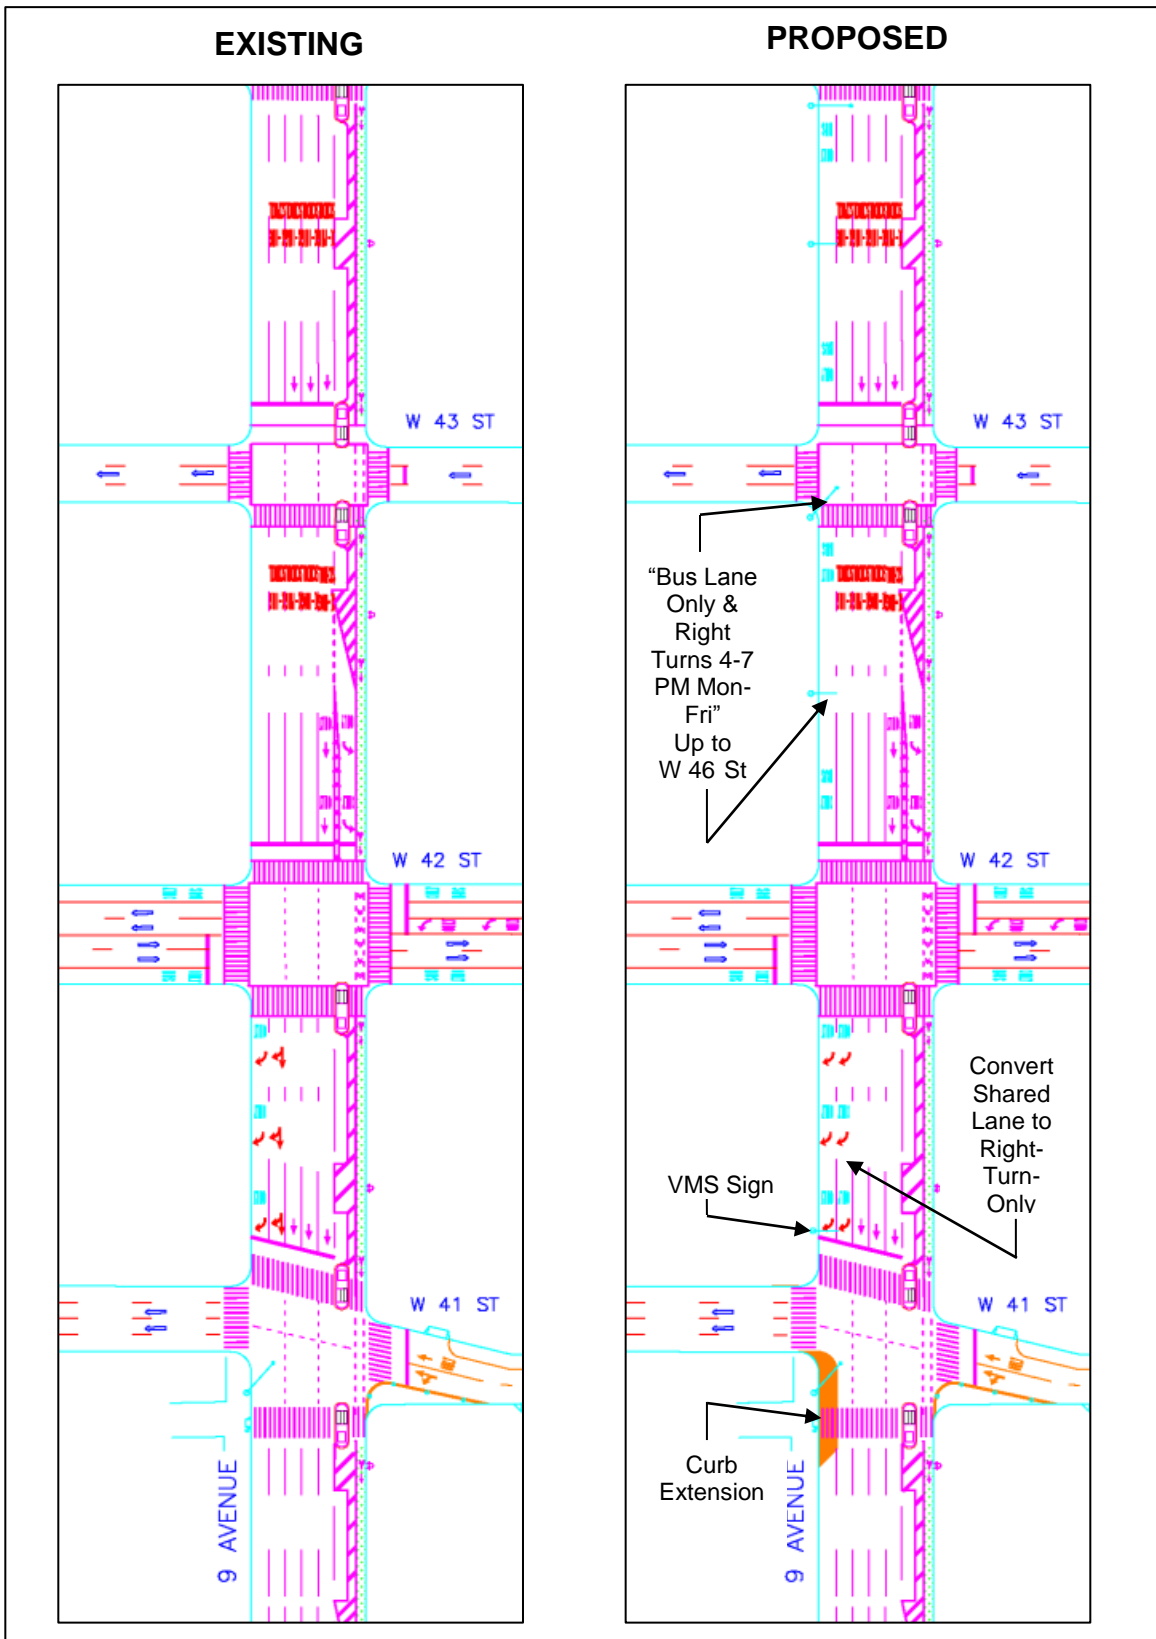 EXISTING
PROPOSED
W 43 ST
W 43 ST
“Bus Lane
Only &
Right
Turns 4-7
PM Mon-
Fri”
Up to
W 46 St
W 42 ST
W 42 ST
Convert
Shared
Lane to
Right-
Turn-
Only
VMS Sign
W 41 ST
W 41 ST
Curb
Extension
9 AVENUE
9 AVENUE